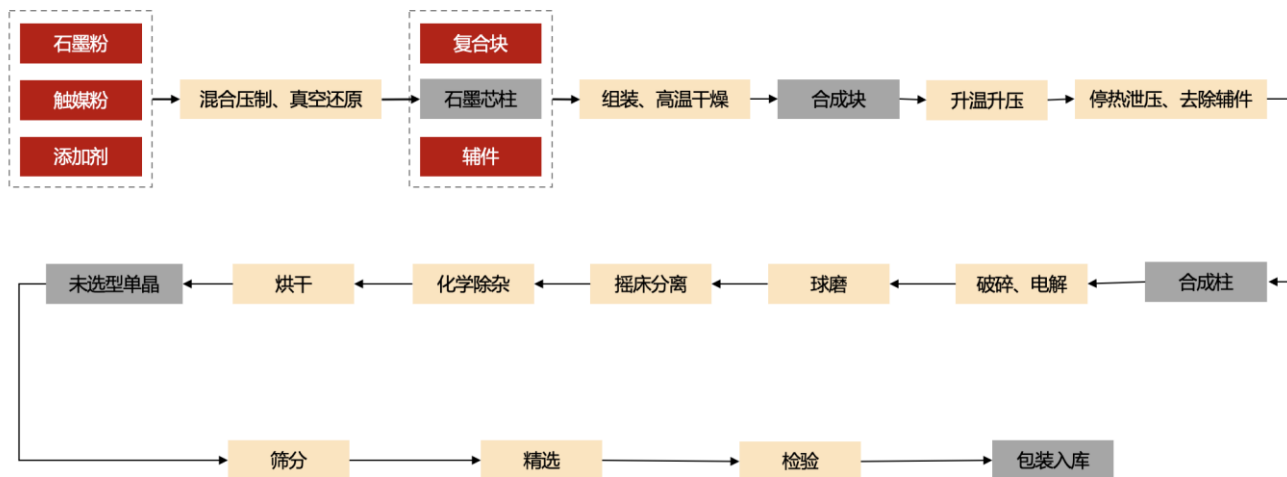 石墨粉
触媒粉
添加剂
混合压制、真空还原
复合块
石墨芯柱
辅件
组装、高温干燥
合成块
升温升压
停热泄压、去除辅件
合成柱
破碎、电解
球磨
摇床分离
化学除杂
烘干
未选型单晶
筛分
精选
检验
包装入库